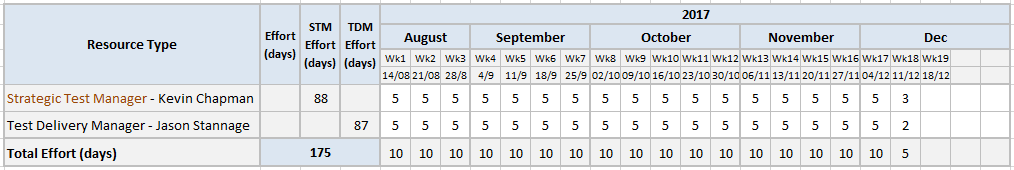 2017
Resource Type Effort (days) STM Effort (days) TDM Effort (days) August September October November Dec
Wk1 Wk2 Wk3 Wk4 Wk5 Wk6 Wk7 Wk8 Wk9 Wk10 Wk11 Wk12 Wk13 Wk14 Wk15 Wk16 Wk17 Wk18 Wk19
14/08 21/08 28/8 4/9 11/9 18/9 25/9 02/10 09/10 16/10 23/10 30/10 06/11 13/11 20/11 27/11 04/12 11/12 18/12
Strategic Test Manager - Kevin Chapman 88 5 5 5 5 5 5 5 5 5 5 5 5 5 5 5 5 5 3
Test Delivery Manager - Jason Stannage 87 5 5 5 5 5 5 5 5 5 5 5 5 5 5 5 5 5 2
Total Effort (days) 175 10 10 10 10 10 10 10 10 10 10 10 10 10 10 10 10 10 5